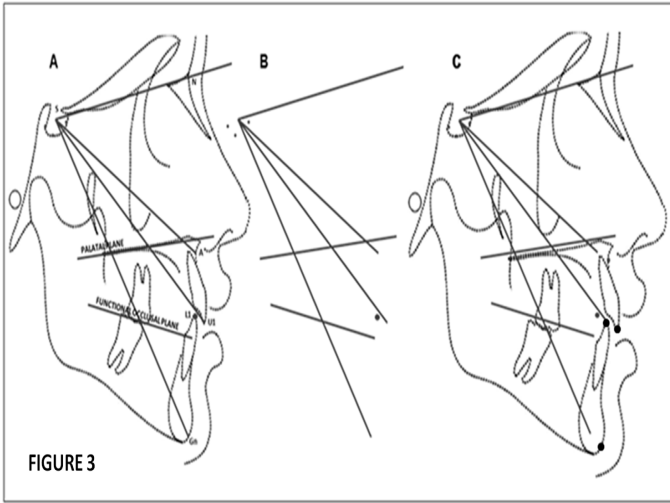 A
B
C
S
N
PALATAL PLANE
A
FUNCTIONAL OCCLUSAL PLANE
L1
U1
Gn
FIGURE 3